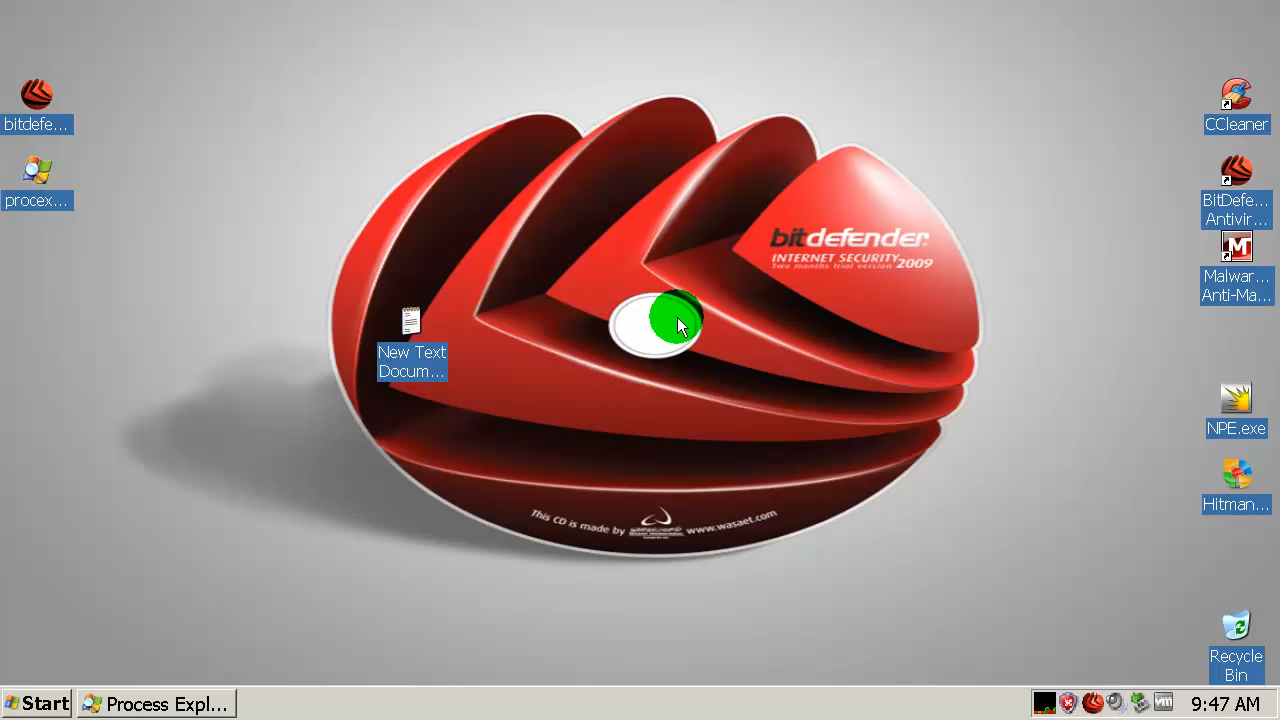 bitdefe...
procex...
New Text
Docum...
bitdefender
INTERNET SECURITY 2009
Two months trial version
This CD is made by
www.wasaet.com
CCleaner
BitDefe...
Antivir...
Malwar...
Anti-Ma...
NPE.exe
Hitman...
Recycle
Bin
Start
Process Expl...
vm
9:47 AM